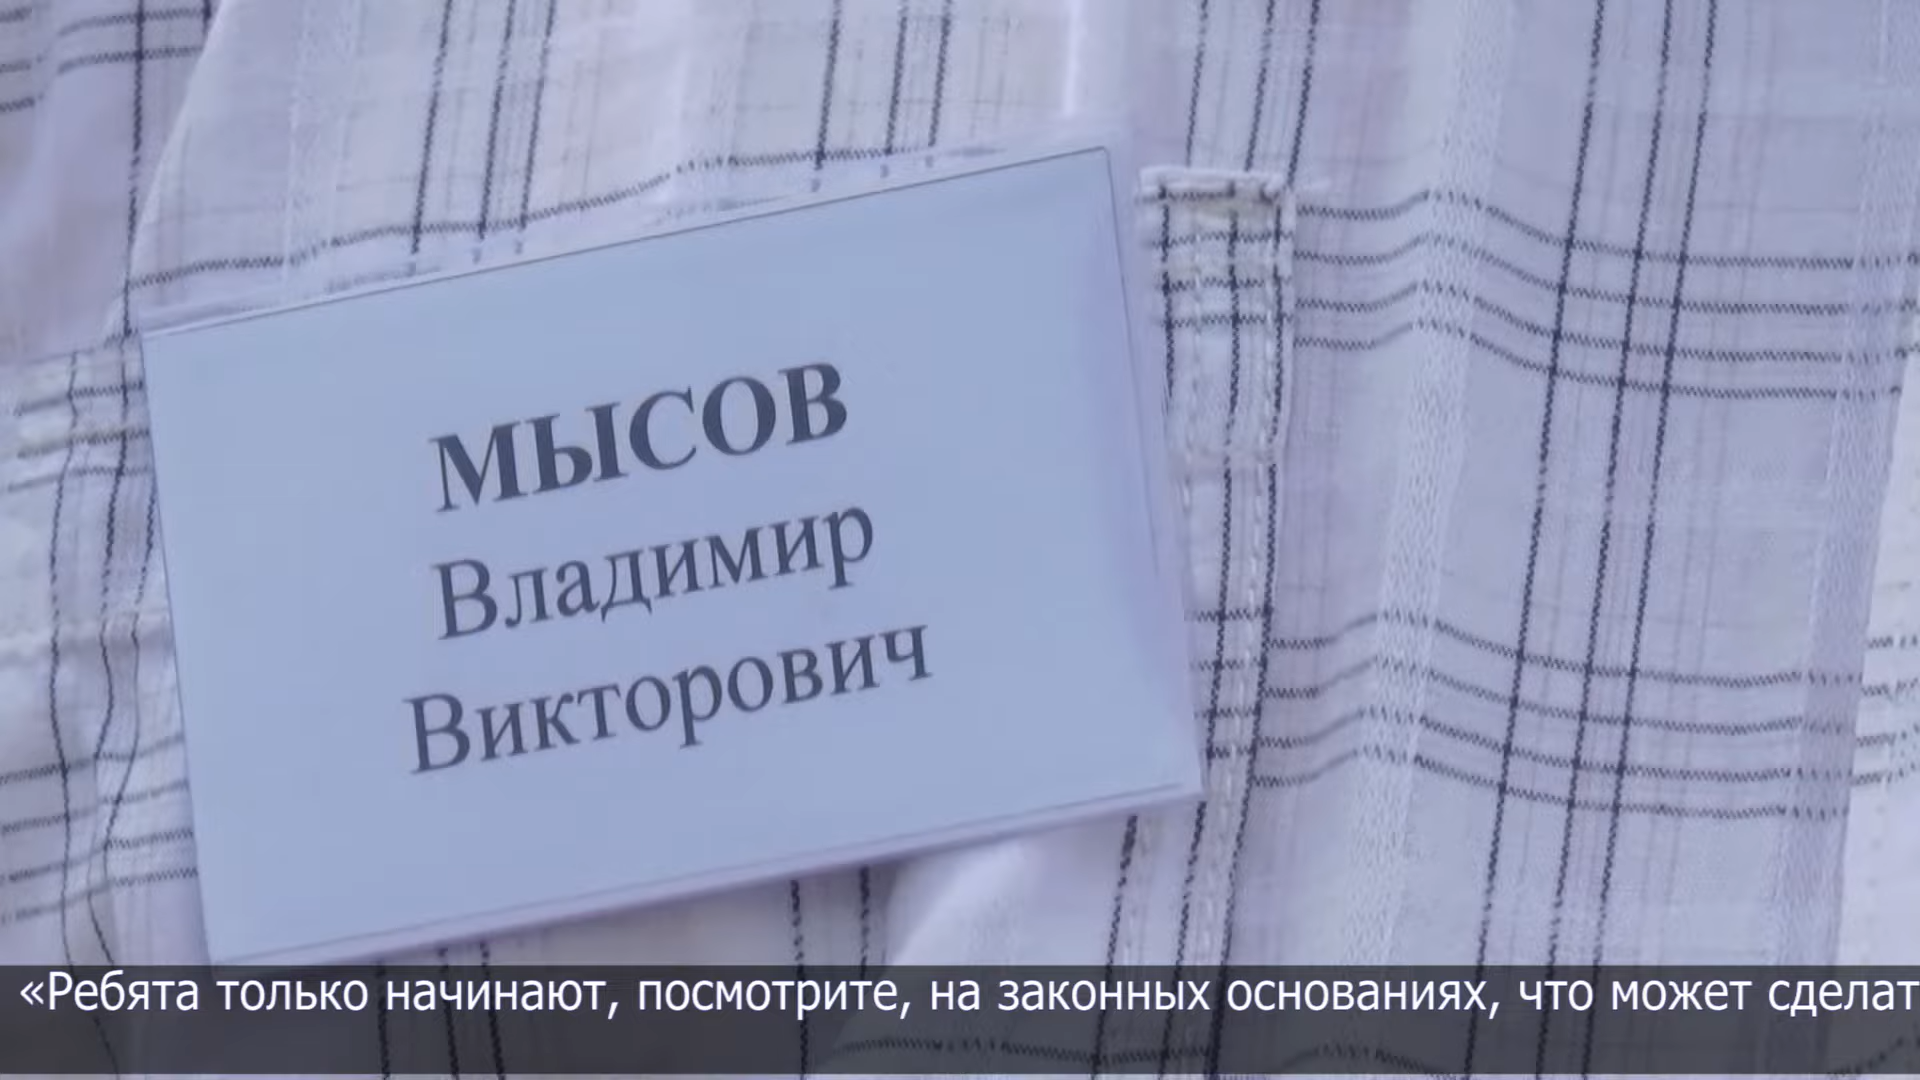 МЫСОВ
Владимир
Викторович
«Ребята только начинают, посмотрите, на законных основаниях, что может сделат